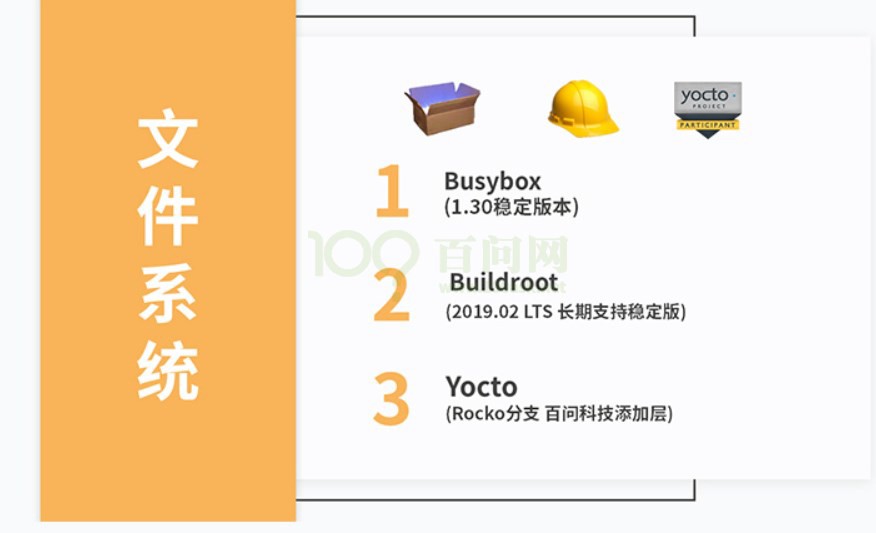 文件系统
yocto
PROJECT
PARTICIPANT
1
Busybox
(1.30稳定版本)
100 百问网
2
Buildroot
(2019.02 LTS 长期支持稳定版)
3
Yocto
(Rocko分支 百问科技添加层)